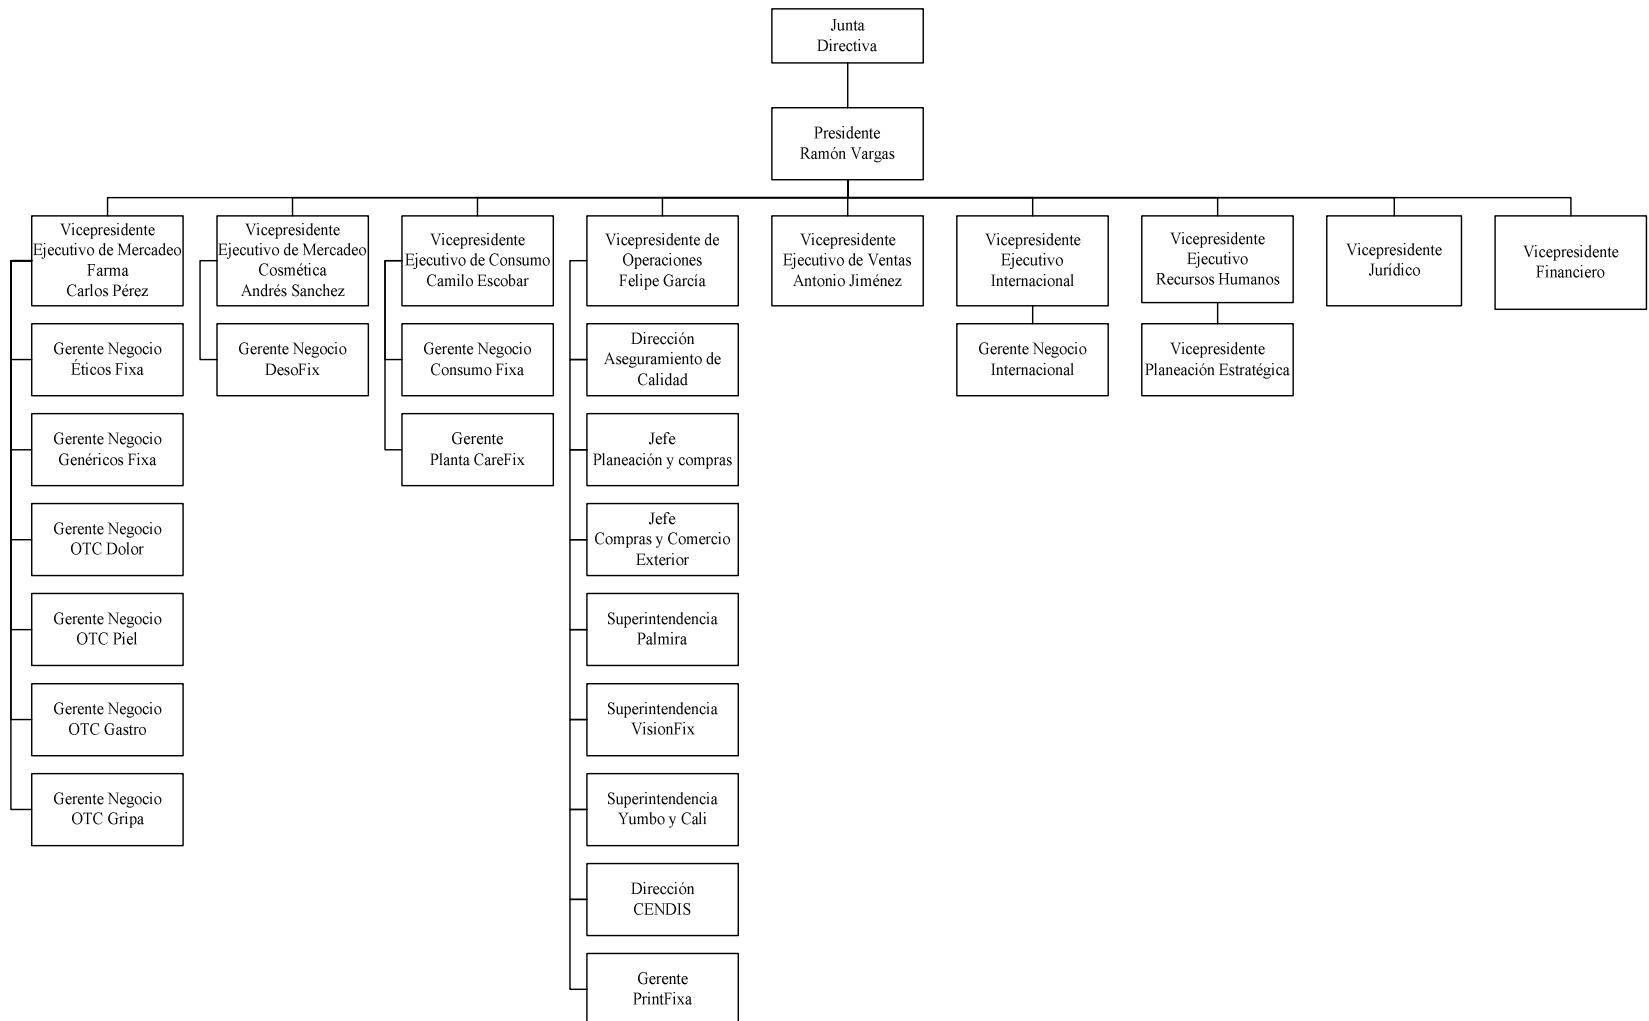 Junta
Directiva
Presidente
Ramón Vargas
Vicepresidente
Ejecutivo de Mercadeo
Farma
Carlos Pérez
Vicepresidente
Ejecutivo de Mercadeo
Cosmética
Andrés Sanchez
Vicepresidente
Ejecutivo de Consumo
Camilo Escobar
Vicepresidente de
Operaciones
Felipe García
Vicepresidente
Ejecutivo de Ventas
Antonio Jiménez
Vicepresidente
Ejecutivo
Internacional
Vicepresidente
Ejecutivo
Recursos Humanos
Vicepresidente
Jurídico
Vicepresidente
Financiero
Gerente Negocio
Éticos Fixa
Gerente Negocio
DesoFix
Gerente Negocio
Consumo Fixa
Dirección
Aseguramiento de
Calidad
Gerente Negocio
Internacional
Vicepresidente
Planeación Estratégica
Gerente Negocio
Genéricos Fixa
Gerente
Planta CareFix
Jefe
Planeación y compras
Gerente Negocio
OTC Dolor
Jefe
Compras y Comercio
Exterior
Gerente Negocio
OTC Piel
Superintendencia
Palmira
Gerente Negocio
OTC Gastro
Superintendencia
VisionFix
Gerente Negocio
OTC Gripa
Superintendencia
Yumbo y Cali
Dirección
CENDIS
Gerente
PrintFixa